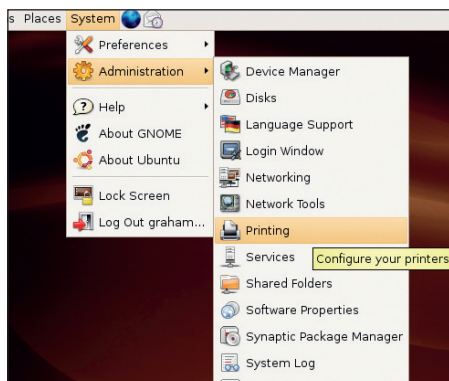 s Places System
Preferences
Administration
Help
About GNOME
About Ubuntu
Lock Screen
Log Out graham...
Device Manager
Disks
Language Support
Login Window
Networking
Network Tools
Printing
Services
Configure your printers
Shared Folders
Software Properties
Synaptic Package Manager
System Log